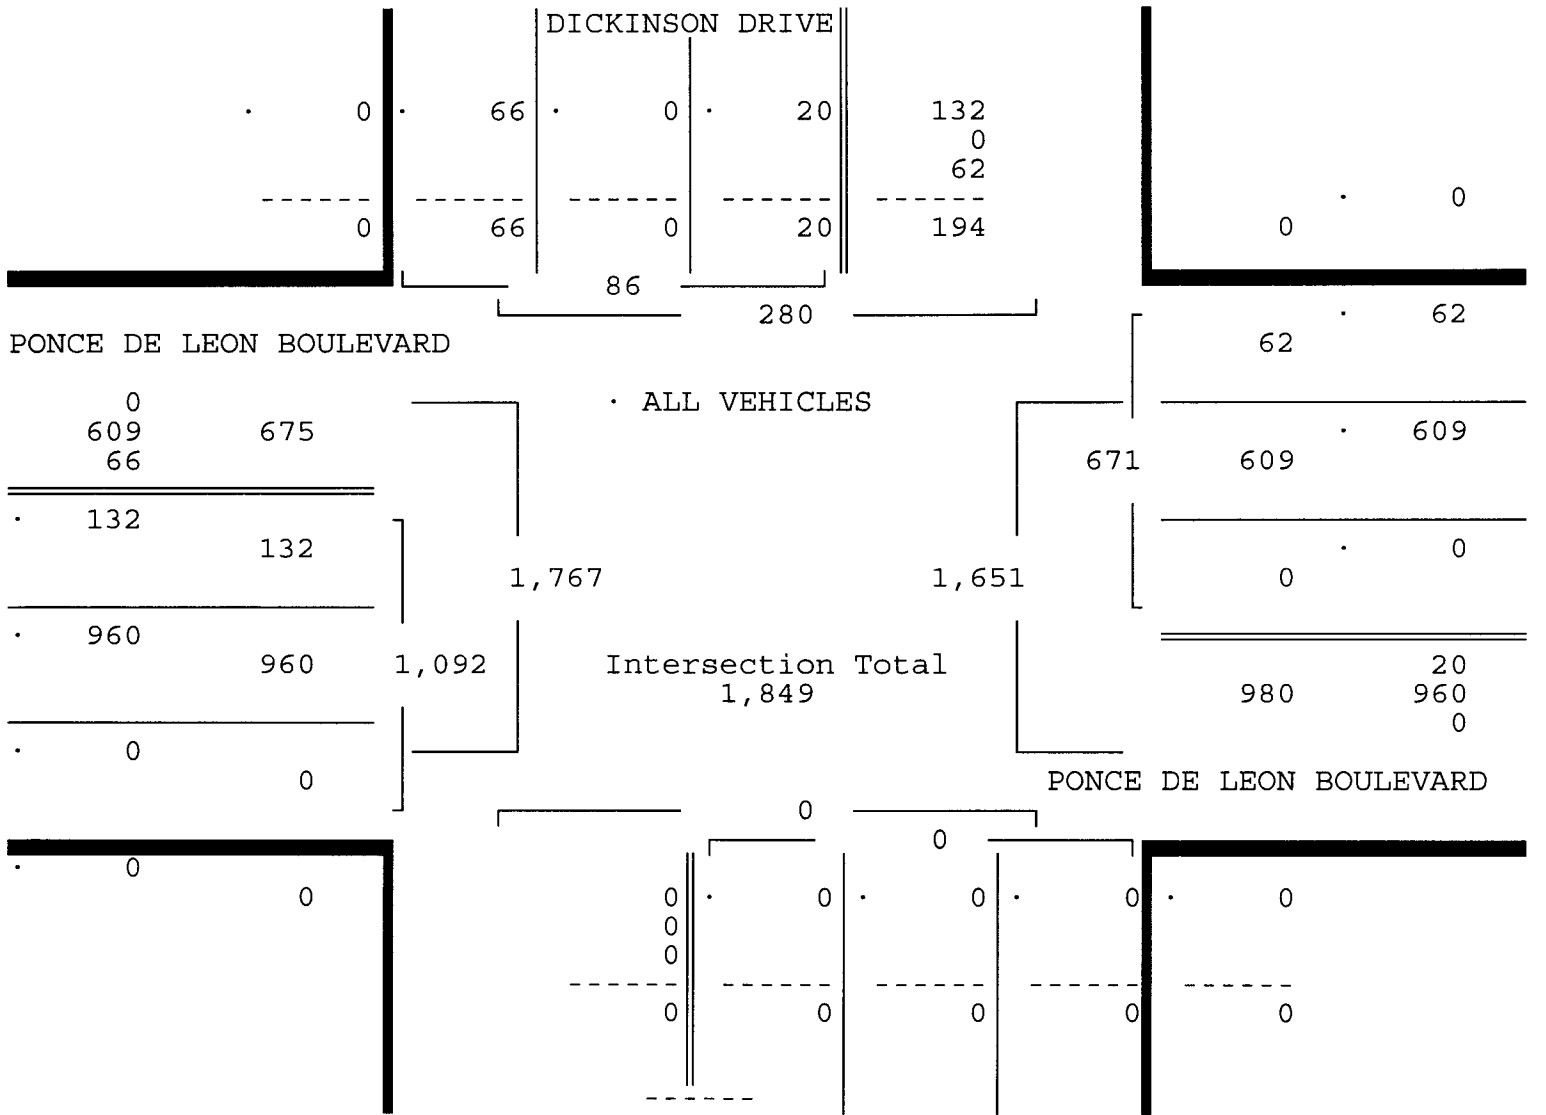 DICKINSON DRIVE
· 0 · 66 · 0 · 20 132
0
62
· 0
------ ------ ------ ------ ------
0 66 0 20 194 0
86
280 · 62
PONCE DE LEON BOULEVARD 62
0 · ALL VEHICLES
609 675 · 609
66 671 609
· 132
132 · 0
1,767 1,651 0
· 960
960 1,092 Intersection Total 20
1,849 980 960
0
· 0
0 PONCE DE LEON BOULEVARD
0
0
· 0
0 0 · 0 · 0 · 0 · 0
0
0
------ ------ ------ ------ ------
0 0 0 0 0
------